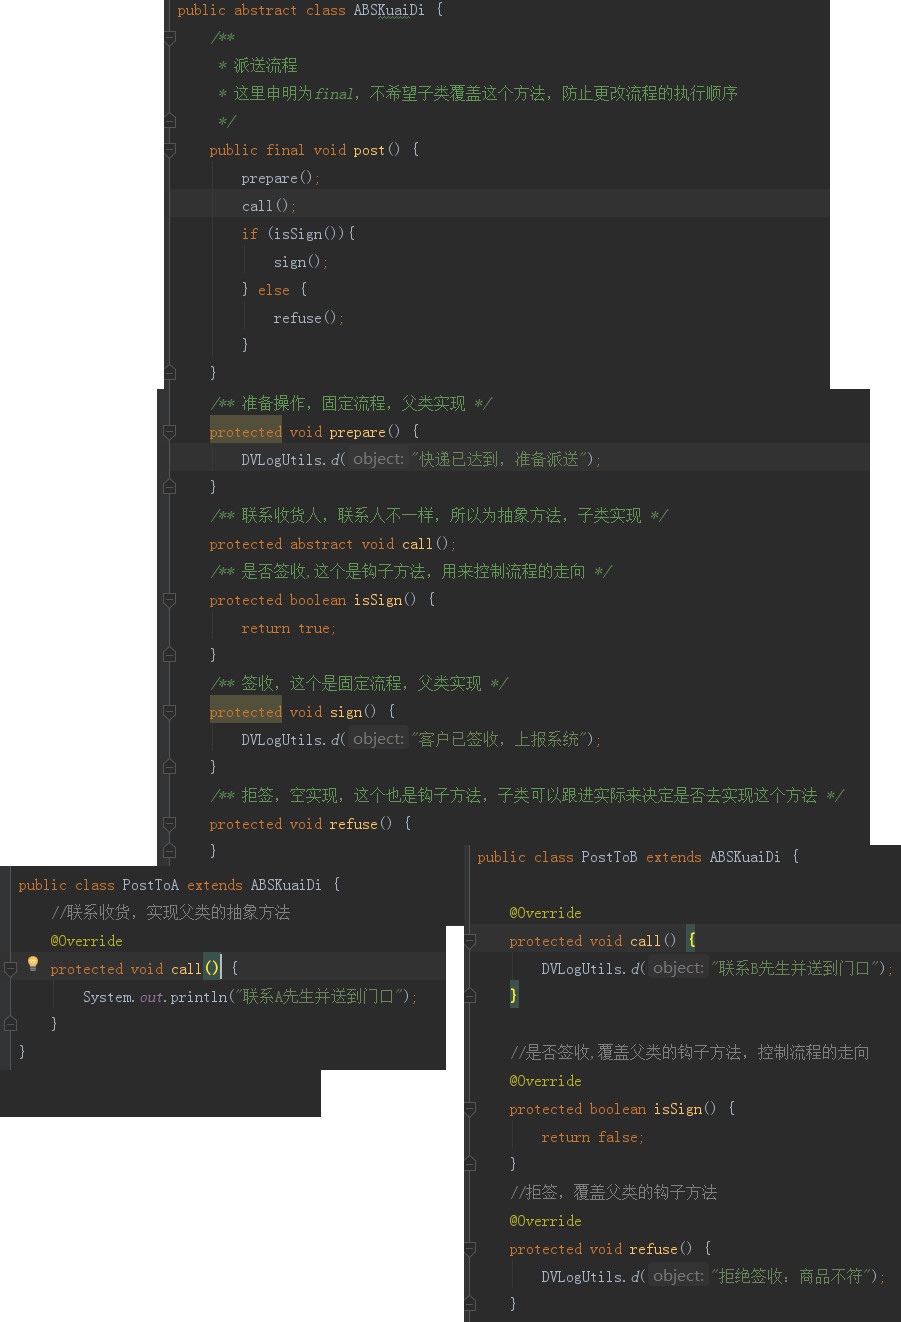 public abstract class ABSKuaiDi {
/**
* 派送流程
* 这里申明为final，不希望子类覆盖这个方法，防止更改流程的执行顺序
*/
public final void post() {
prepare();
call();
if (isSign()){
sign();
} else {
refuse();
}
}
/** 准备操作，固定流程，父类实现 */
protected void prepare() {
DVLogUtils.d( object: "快递已达到，准备派送");
}
/** 联系收货人，联系人不一样，所以为抽象方法，子类实现 */
protected abstract void call();
/** 是否签收,这个是钩子方法，用来控制流程的走向 */
protected boolean isSign() {
return true;
}
/** 签收，这个是固定流程，父类实现 */
protected void sign() {
DVLogUtils.d( object: "客户已签收，上报系统");
}
/** 拒签，空实现，这个也是钩子方法，子类可以跟进实际来决定是否去实现这个方法 */
protected void refuse() {
}
public class PostToA extends ABSKuaiDi {
//联系收货，实现父类的抽象方法
@Override
protected void call() {
System.out.println("联系A先生并送到门口");
}
}
public class PostToB extends ABSKuaiDi {
@Override
protected void call() {
DVLogUtils.d( object: "联系B先生并送到门口");
}
//是否签收,覆盖父类的钩子方法，控制流程的走向
@Override
protected boolean isSign() {
return false;
}
//拒签，覆盖父类的钩子方法
@Override
protected void refuse() {
DVLogUtils.d( object: "拒绝签收：商品不符");
}